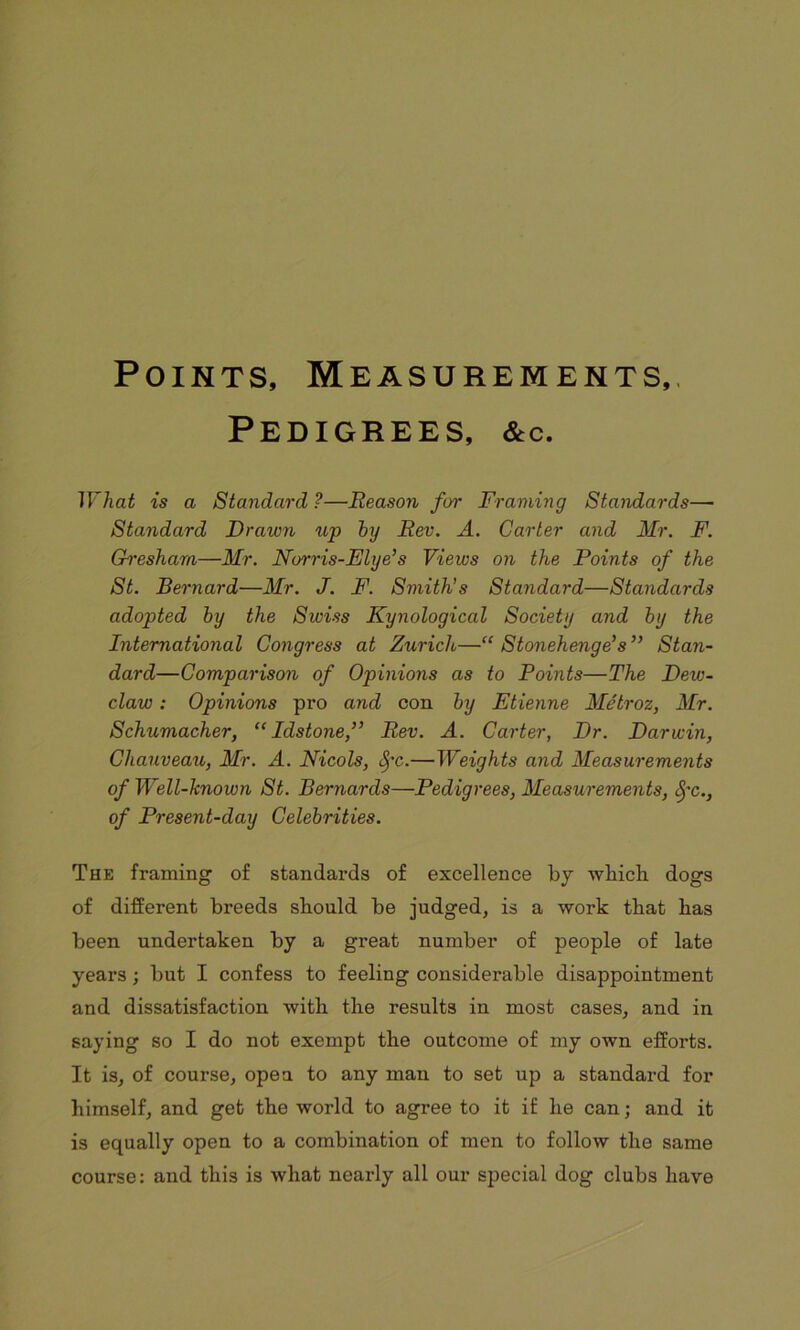 POINTS, MEASUREMENTS,
PEDIGREES, &c.
What is a Standard?—Reason for Framing Standards—
Standard Drawn up by Rev. A. Carter and Mr. F.
Gresham—Mr. Norris-Elye's Views on the Points of the
St. Bernard—Mr. J. F. Smith's Standard—Standards
adopted by the Swiss Kynological Society and by the
International Congress at Zurich—“Stonehenge's” Stan-
dard—Comparison of Opinions as to Points—The Dew-
claw: Opinions pro and con by Etienne Métroz, Mr.
Schumacher, “Idstone,” Rev. A. Carter, Dr. Darwin,
Chauveau, Mr. A. Nicols, &c.—Weights and Measurements
of Well-known St. Bernards—Pedigrees, Measurements, &c.,
of Present-day Celebrities.
THE framing of standards of excellence by which dogs
of different breeds should be judged, is a work that has
been undertaken by a great number of people of late
years; but I confess to feeling considerable disappointment
and dissatisfaction with the results in most cases, and in
saying so I do not exempt the outcome of my own efforts.
It is, of course, open to any man to set up a standard for
himself, and get the world to agree to it if he can; and it
is equally open to a combination of men to follow the same
course: and this is what nearly all our special dog clubs have